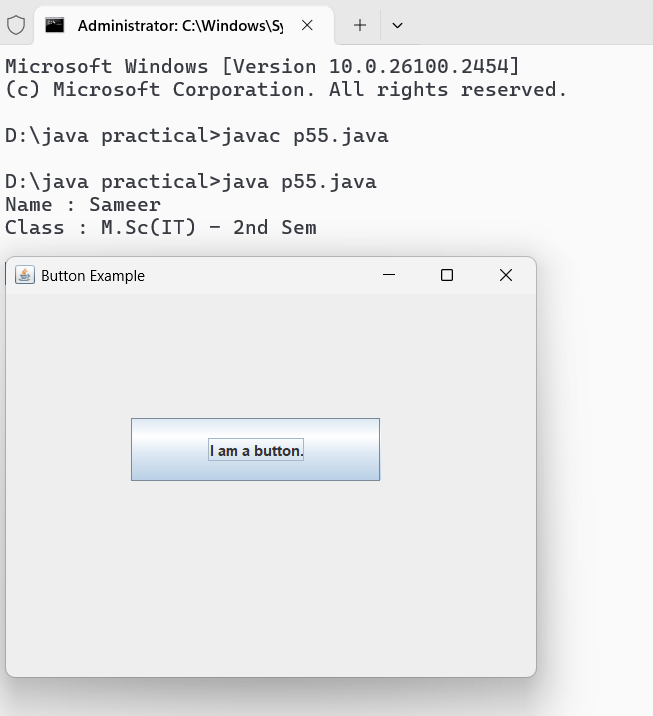 Administrator: C:\Windows\Sy
Microsoft Windows [Version 10.0.26100.2454]
(c) Microsoft Corporation. All rights reserved.
D:\java practical>javac p55.java
D:\java practical>java p55.java
Name : Sameer
Class : M.Sc(IT) - 2nd Sem
Button Example
I am a button.